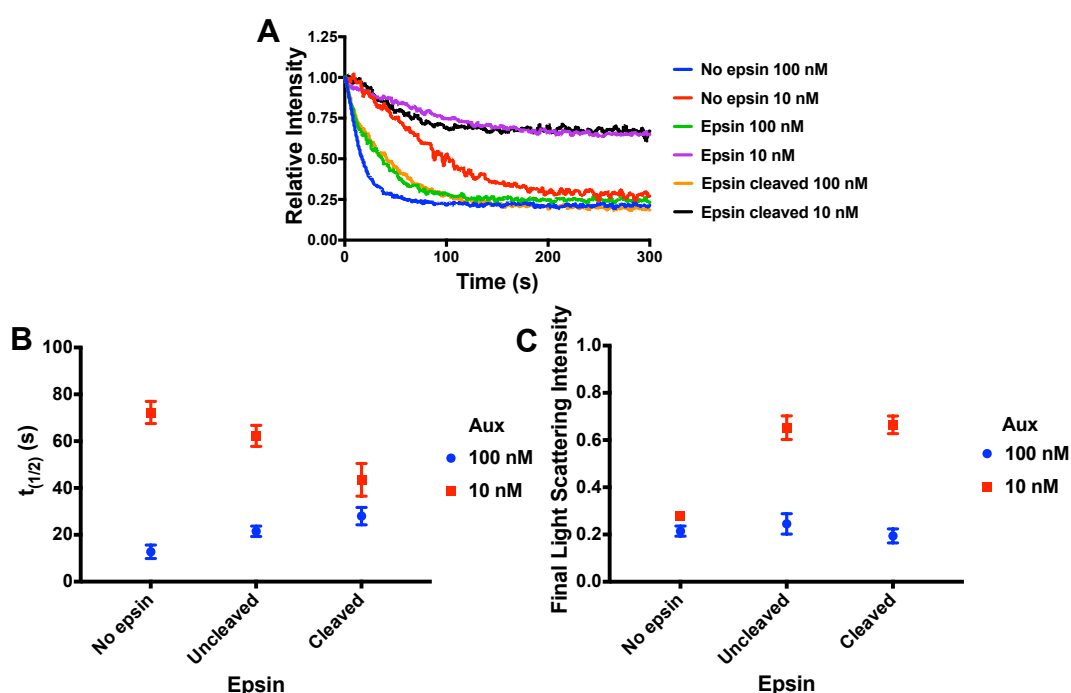 A
Relative Intensity
1.25
1.00
0.75
0.50
0.25
0.00
0
100
200
300
Time (s)
No epsin 100 nM
No epsin 10 nM
Epsin 100 nM
Epsin 10 nM
Epsin cleaved 100 nM
Epsin cleaved 10 nM
B
t(1/2) (s)
100
80
60
40
20
0
No epsin
Uncleaved
Cleaved
Epsin
Aux
100 nM
10 nM
C
Final Light Scattering Intensity
1.0
0.8
0.6
0.4
0.2
0.0
No epsin
Uncleaved
Cleaved
Epsin
Aux
100 nM
10 nM